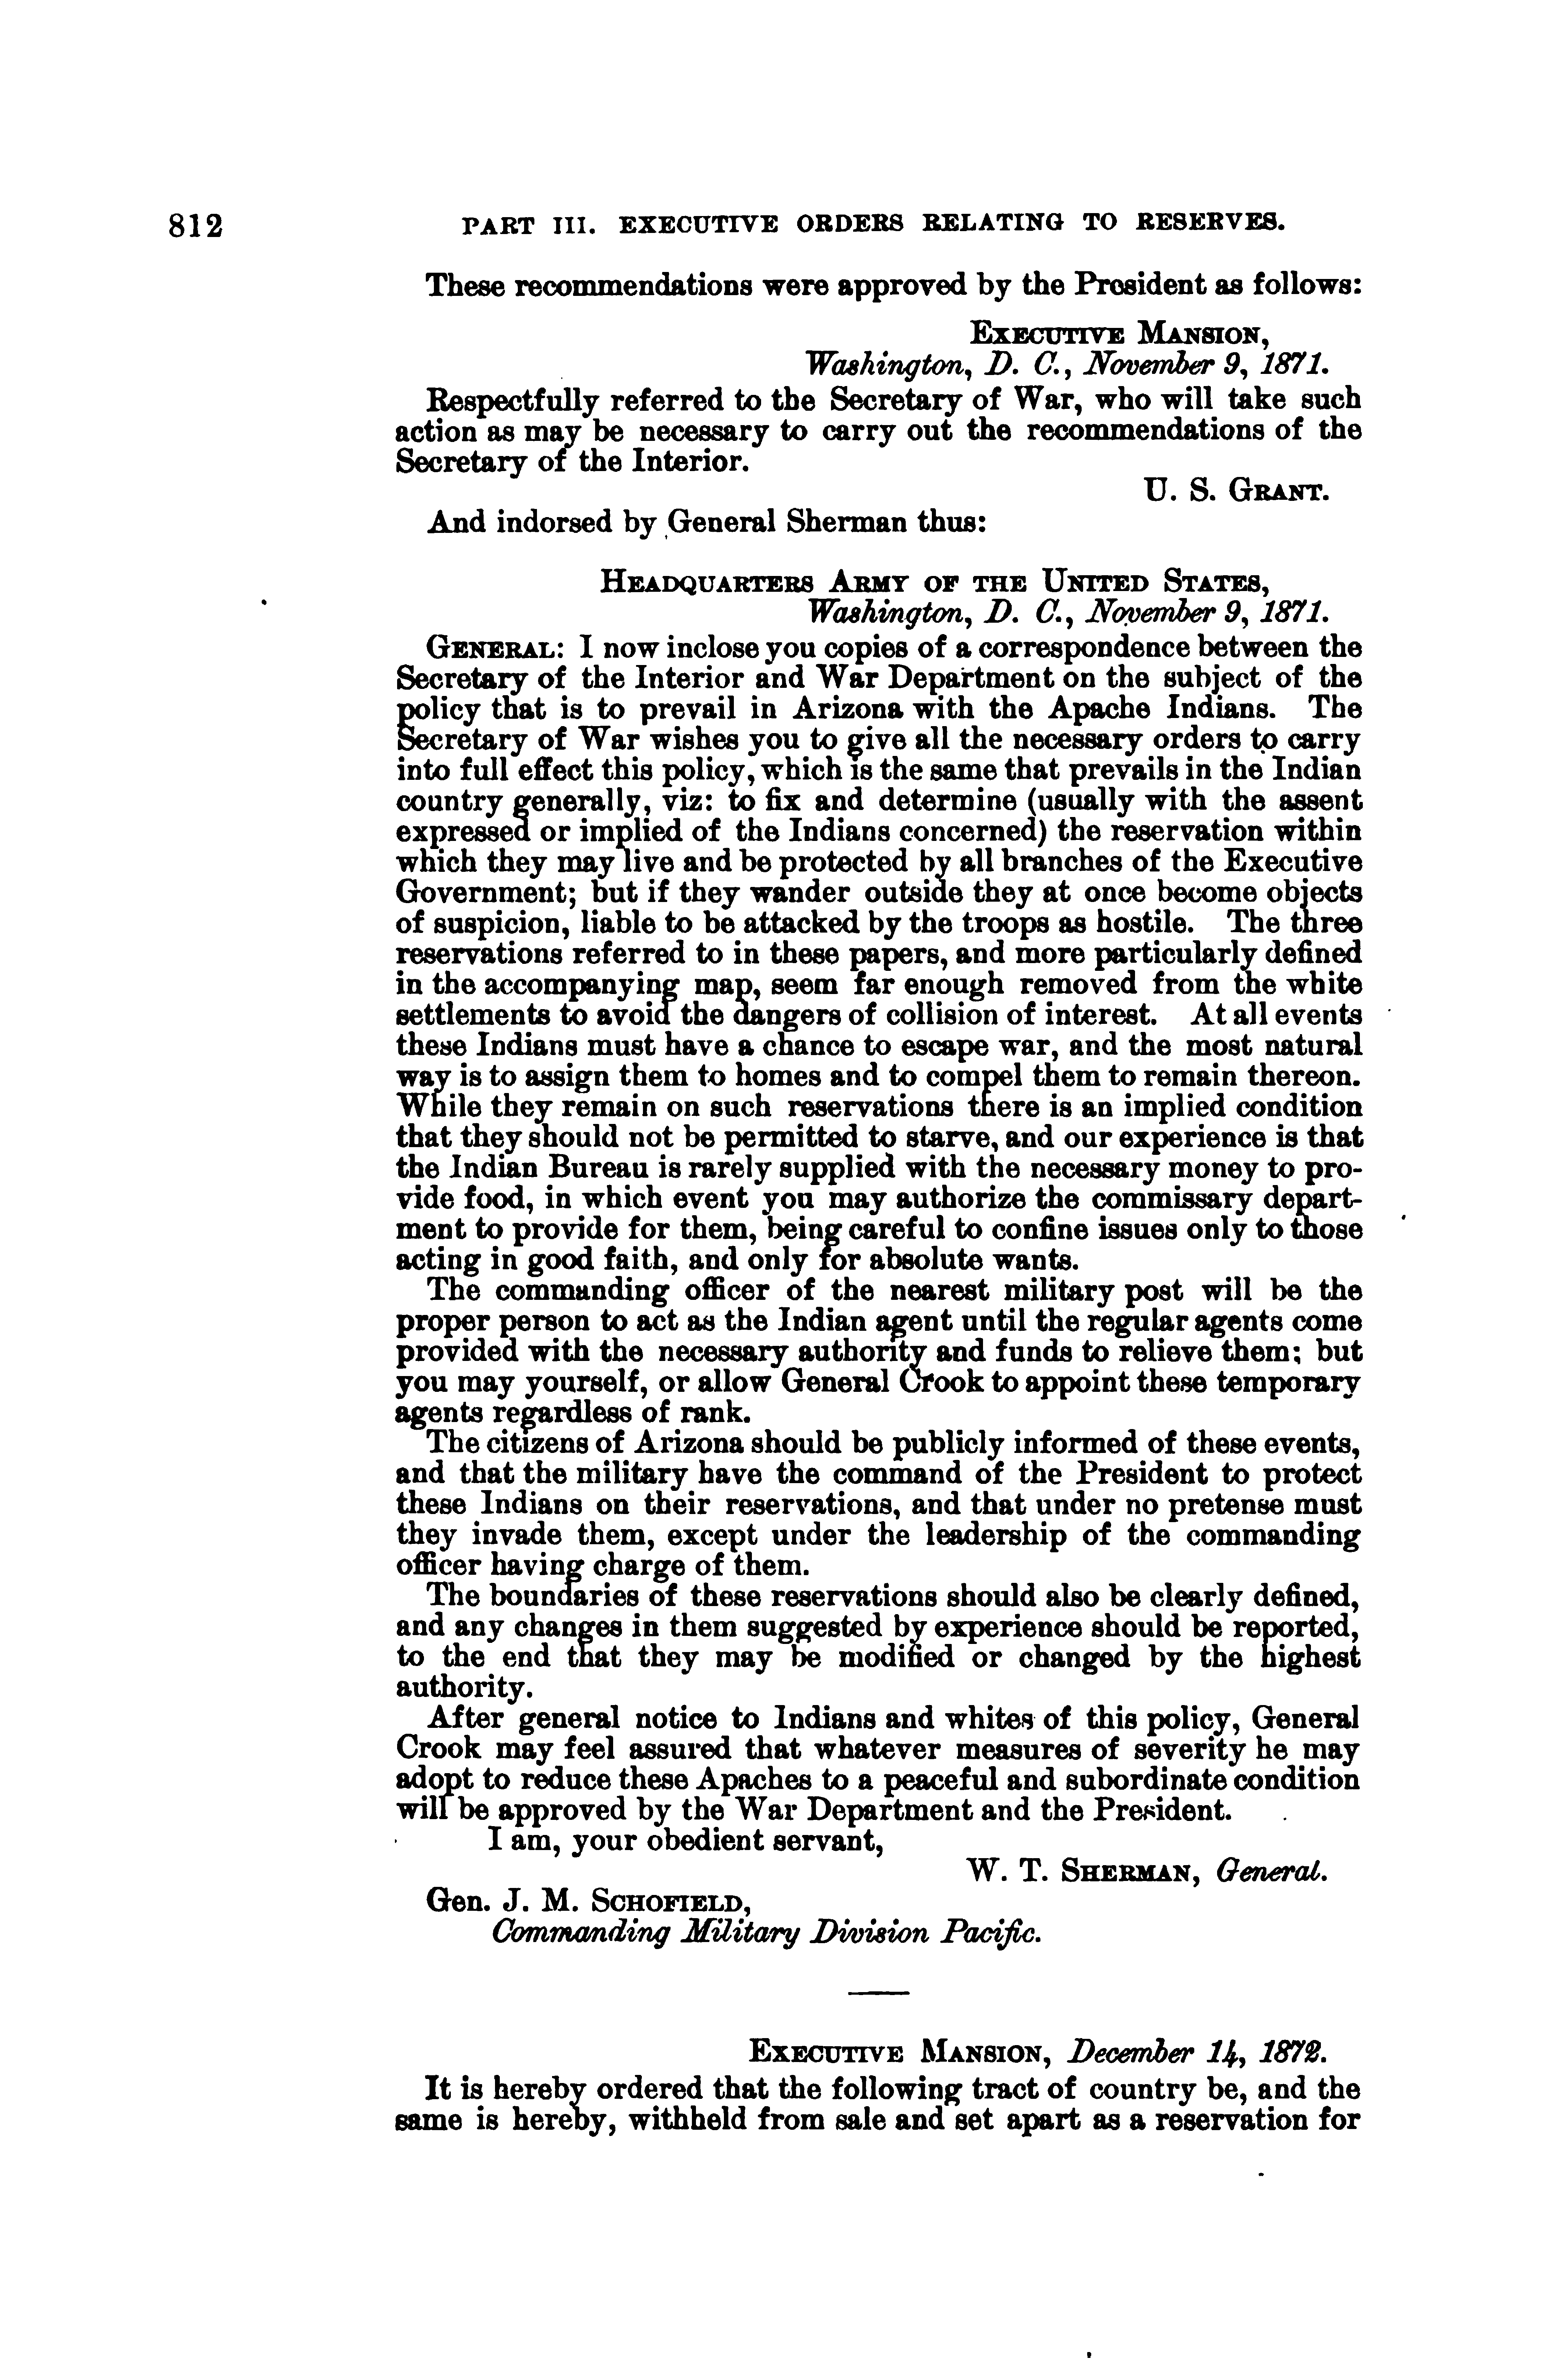 812
PART III. EXECUTIVE ORDERS RELATING TO RESERVES.
These recommendations were approved by the President as follows:
EXECUTIVE MANSION,
Washington, D. C., November 9, 1871.
Respectfully referred to the Secretary of War, who will take such
action as may be necessary to carry out the recommendations of the
Secretary of the Interior.
U. S. GRANT.
And indorsed by General Sherman thus:
HEADQUARTERS ARMY OF THE UNITED STATES,
Washington, D. C., November 9, 1871.
GENERAL: I now inclose you copies of a correspondence between the
Secretary of the Interior and War Department on the subject of the
policy that is to prevail in Arizona with the Apache Indians. The
Secretary of War wishes you to give all the necessary orders to carry
into full effect this policy, which is the same that prevails in the Indian
country generally, viz: to fix and determine (usually with the assent
expressed or implied of the Indians concerned) the reservation within
which they may live and be protected by all branches of the Executive
Government; but if they wander outside they at once become objects
of suspicion, liable to be attacked by the troops as hostile. The three
reservations referred to in these papers, and more particularly defined
in the accompanying map, seem far enough removed from the white
settlements to avoid the dangers of collision of interest. At all events
these Indians must have a chance to escape war, and the most natural
way is to assign them to homes and to compel them to remain thereon.
While they remain on such reservations there is an implied condition
that they should not be permitted to starve, and our experience is that
the Indian Bureau is rarely supplied with the necessary money to pro-
vide food, in which event you may authorize the commissary depart-
ment to provide for them, being careful to confine issues only to those
acting in good faith, and only for absolute wants.
The commanding officer of the nearest military post will be the
proper person to act as the Indian agent until the regular agents come
provided with the necessary authority and funds to relieve them; but
you may yourself, or allow General Crook to appoint these temporary
agents regardless of rank.
The citizens of Arizona should be publicly informed of these events,
and that the military have the command of the President to protect
these Indians on their reservations, and that under no pretense must
they invade them, except under the leadership of the commanding
officer having charge of them.
The boundaries of these reservations should also be clearly defined,
and any changes in them suggested by experience should be reported,
to the end that they may be modified or changed by the highest
authority.
After general notice to Indians and whites of this policy, General
Crook may feel assured that whatever measures of severity he may
adopt to reduce these Apaches to a peaceful and subordinate condition
will be approved by the War Department and the President.
I am, your obedient servant,
W. T. SHERMAN, General.
Gen. J. M. SCHOFIELD,
Commanding Military Division Pacific.
EXECUTIVE MANSION, December 14, 1872.
It is hereby ordered that the following tract of country be, and the
same is hereby, withheld from sale and set apart as a reservation for